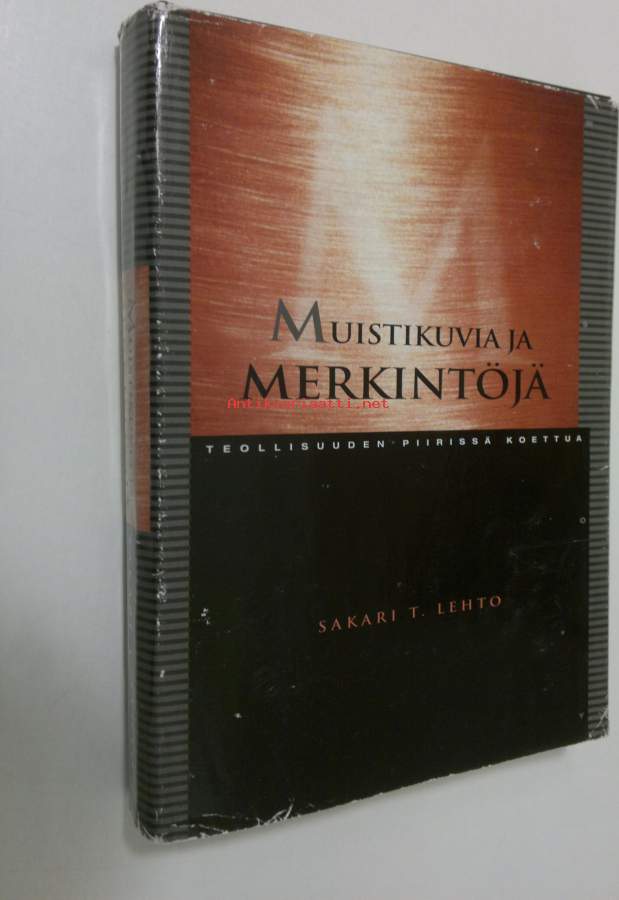 MUISTIKUVIA JA
MERKINTÖJÄ
Antikvariaatti.net
TEOLLISUUDEN PIIRISSÄ KOETTUA
SAKARI T. LEHTO